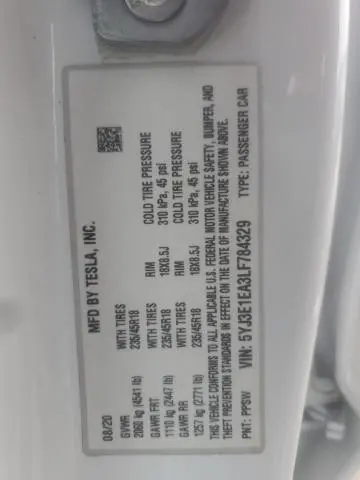 MFD BY TESLA, INC.
08/20
GVWR WITH TIRES RIM COLD TIRE PRESSURE
2060 kg (4541 lb) 235/45R18 18X8.5J 310 kPa, 45 psi
GAWR FRT WITH TIRES RIM COLD TIRE PRESSURE
1110 kg (2447 lb) 235/45R18 18X8.5J 310 kPa, 45 psi
GAWR RR
1257 kg (2771 lb) 235/45R18
THIS VEHICLE CONFORMS TO ALL APPLICABLE U.S. FEDERAL MOTOR VEHICLE SAFETY, BUMPER, AND
THEFT PREVENTION STANDARDS IN EFFECT ON THE DATE OF MANUFACTURE SHOWN ABOVE.
VIN: 5YJ3E1EA3LF784329
PNT: PPSW TYPE: PASSENGER CAR